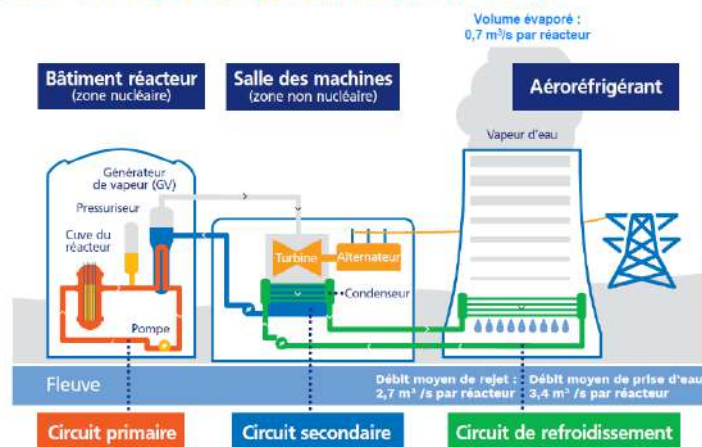 Volume évaporé :
0,7 m³/s par réacteur
Bâtiment réacteur
(zone nucléaire)
Salle des machines
(zone non nucléaire)
Aéroréfrigérant
Vapeur d'eau
Générateur
de vapeur (GV)
Pressuriseur
Cuve du
réacteur
Turbine
Alternateur
Condenseur
Pompe
Fleuve
Débit moyen de rejet :
2,7 m³ /s par réacteur
Débit moyen de prise d'eau
3,4 m³ /s par réacteur
Circuit primaire
Circuit secondaire
Circuit de refroidissement